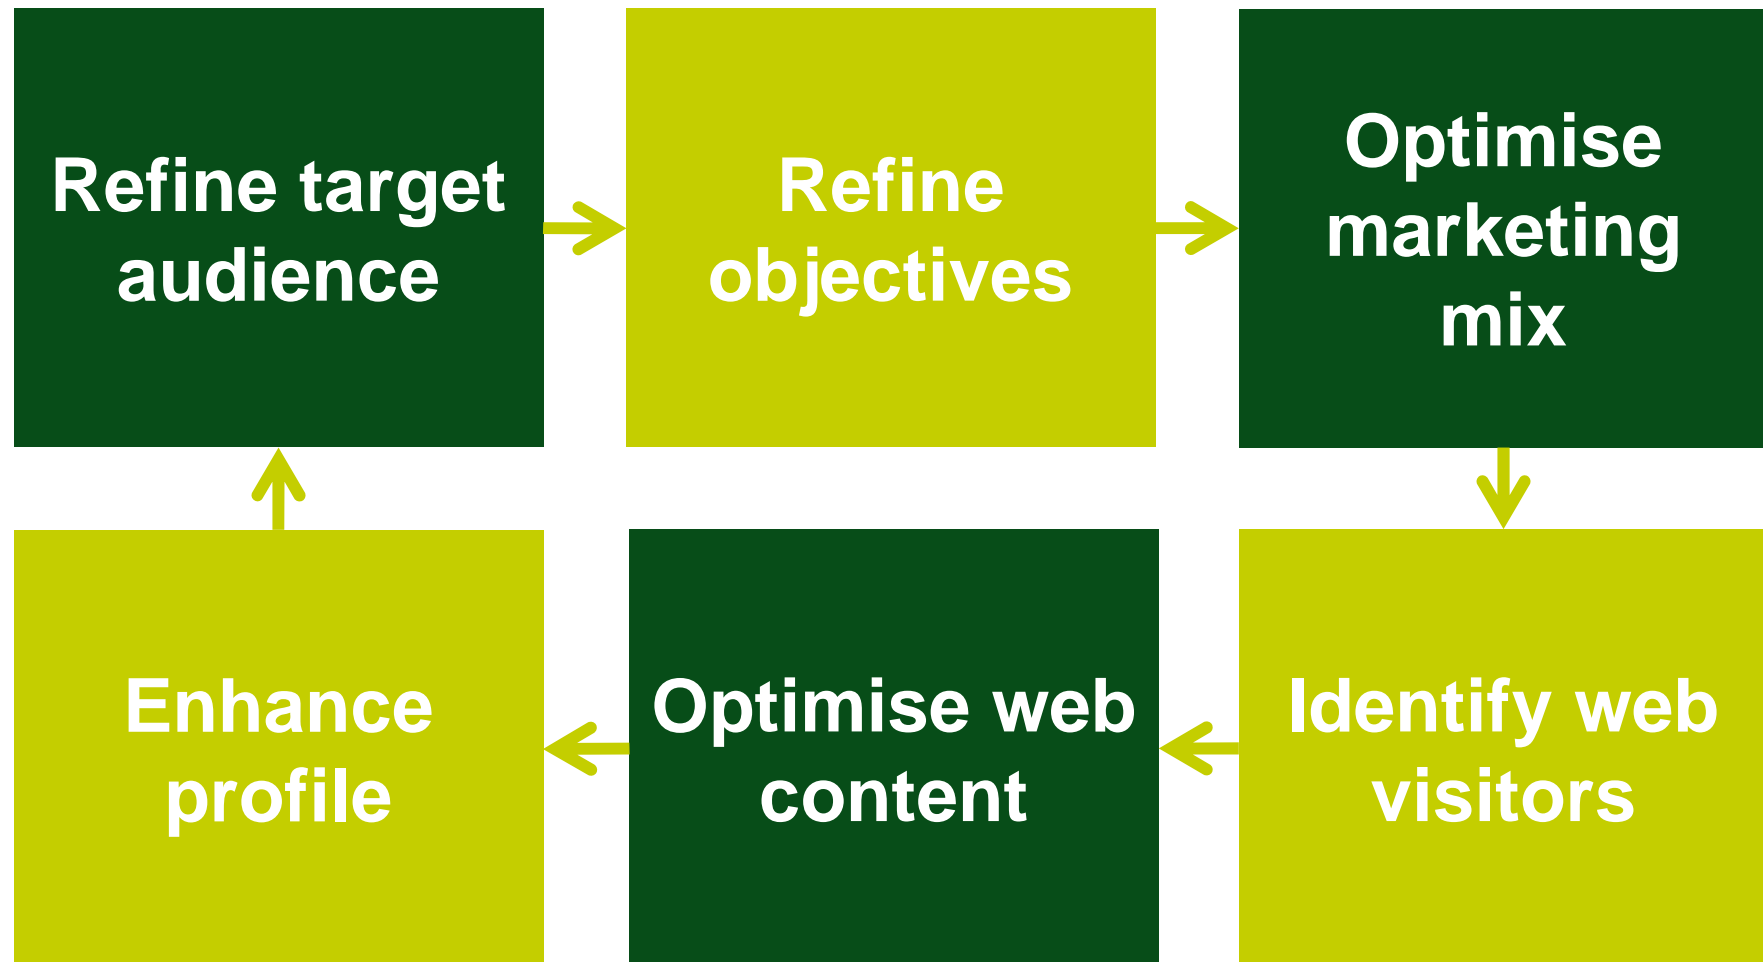 Refine target
audience
Refine
objectives
Optimise
marketing
mix
Enhance
profile
Optimise web
content
Identify web
visitors